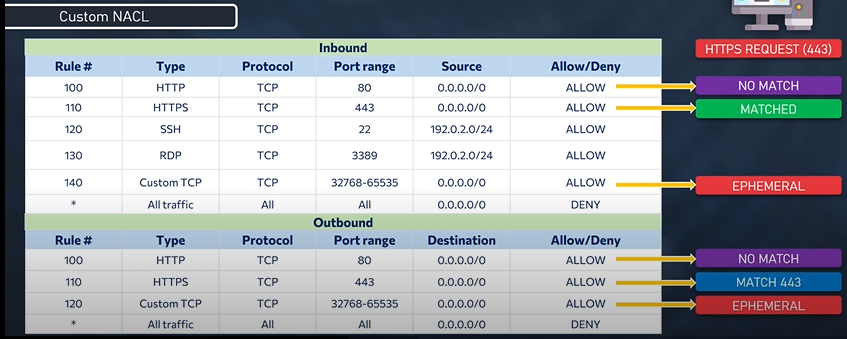 Custom NACL
HTTPS REQUEST (443)
Inbound
Rule # Type Protocol Port range Source Allow/Deny
100 HTTP TCP 80 0.0.0.0/0 ALLOW NO MATCH
110 HTTPS TCP 443 0.0.0.0/0 ALLOW MATCHED
120 SSH TCP 22 192.0.2.0/24 ALLOW
130 RDP TCP 3389 192.0.2.0/24 ALLOW
140 Custom TCP TCP 32768-65535 0.0.0.0/0 ALLOW EPHEMERAL
* All traffic All All 0.0.0.0/0 DENY
Outbound
Rule # Type Protocol Port range Destination Allow/Deny
100 HTTP TCP 80 0.0.0.0/0 ALLOW NO MATCH
110 HTTPS TCP 443 0.0.0.0/0 ALLOW MATCH 443
120 Custom TCP TCP 32768-65535 0.0.0.0/0 ALLOW EPHEMERAL
* All traffic All All 0.0.0.0/0 DENY